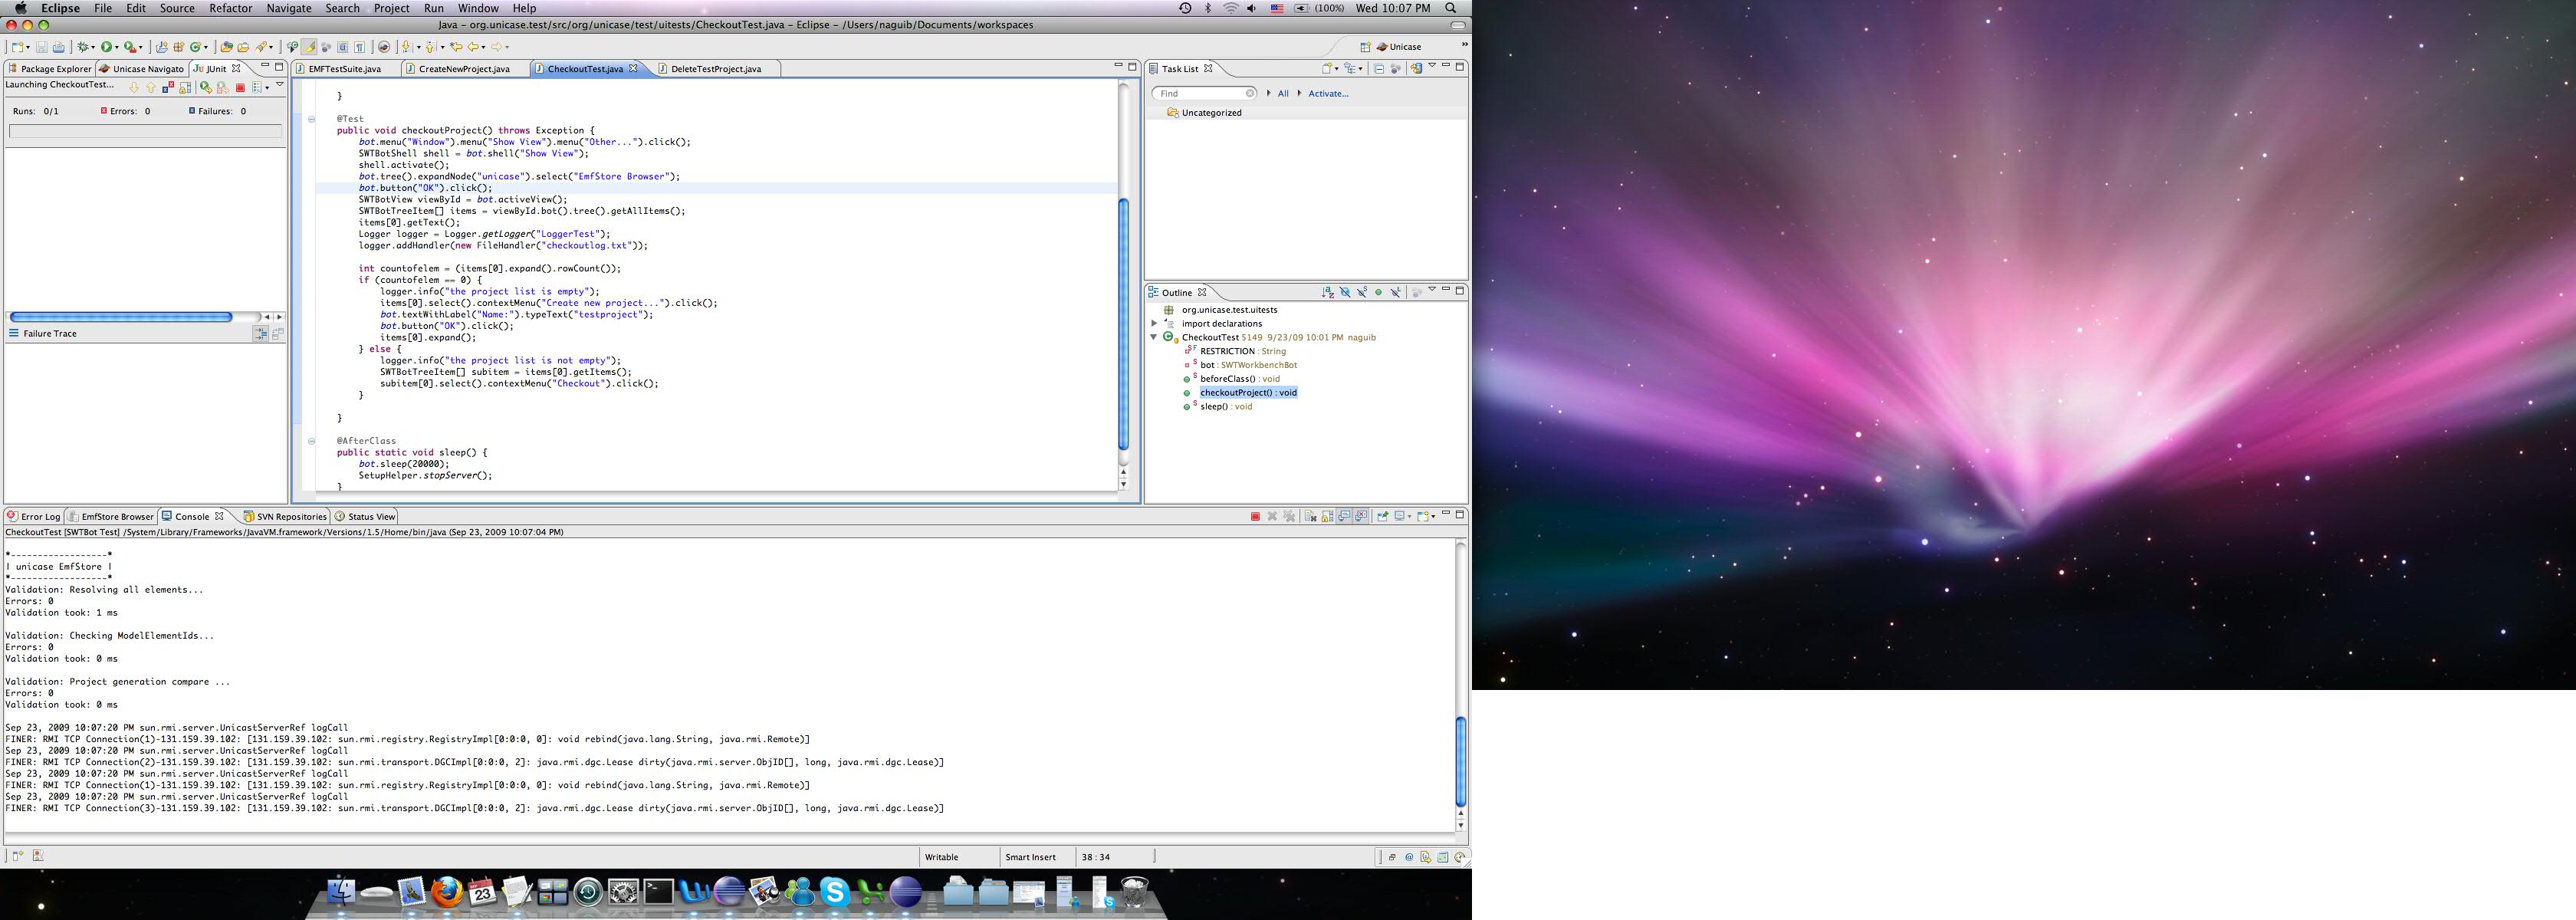 Eclipse File Edit Source Refactor Navigate Search Project Run Window Help (100%) Wed 10:07 PM
Java – org.unicase.test/src/org/unicase/test/uitests/CheckoutTest.java – Eclipse – /Users/naguib/Documents/workspaces
Unicase
Package Explorer Unicase Navigato JUnit
EMFTestSuite.java CreateNewProject.java CheckoutTest.java DeleteTestProject.java
Task List
Launching CheckoutTest...
Find All Activate...
Runs: 0/1 Errors: 0 Failures: 0
Uncategorized
Failure Trace
}
@Test
public void checkoutProject() throws Exception {
bot.menu("Window").menu("Show View").menu("Other...").click();
SWTBotShell shell = bot.shell("Show View");
shell.activate();
bot.tree().expandNode("unicase").select("EmfStore Browser");
bot.button("OK").click();
SWTBotView viewById = bot.activeView();
SWTBotTreeItem[] items = viewById.bot().tree().getAllItems();
items[0].getText();
Logger logger = Logger.getLogger("LoggerTest");
logger.addHandler(new FileHandler("checkoutlog.txt"));
int countofelem = (items[0].expand().rowCount());
if (countofelem == 0) {
logger.info("the project list is empty");
items[0].select().contextMenu("Create new project...").click();
bot.textWithLabel("Name:").typeText("testproject");
bot.button("OK").click();
items[0].expand();
} else {
logger.info("the project list is not empty");
SWTBotTreeItem[] subitem = items[0].getItems();
subitem[0].select().contextMenu("Checkout").click();
}
}
@AfterClass
public static void sleep() {
bot.sleep(20000);
SetupHelper.stopServer();
}
Outline
org.unicase.test.uitests
import declarations
CheckoutTest 5149 9/23/09 10:01 PM naguib
RESTRICTION : String
bot : SWTWorkbenchBot
beforeClass() : void
checkoutProject() : void
sleep() : void
Error Log EmfStore Browser Console SVN Repositories Status View
CheckoutTest [SWTBot Test] /System/Library/Frameworks/JavaVM.framework/Versions/1.5/Home/bin/java (Sep 23, 2009 10:07:04 PM)
*------------------*
| unicase EmfStore |
*------------------*
Validation: Resolving all elements...
Errors: 0
Validation took: 1 ms
Validation: Checking ModelElementIds...
Errors: 0
Validation took: 0 ms
Validation: Project generation compare ...
Errors: 0
Validation took: 0 ms
Sep 23, 2009 10:07:20 PM sun.rmi.server.UnicastServerRef logCall
FINER: RMI TCP Connection(1)-131.159.39.102: [131.159.39.102: sun.rmi.registry.RegistryImpl[0:0:0, 0]: void rebind(java.lang.String, java.rmi.Remote)]
Sep 23, 2009 10:07:20 PM sun.rmi.server.UnicastServerRef logCall
FINER: RMI TCP Connection(2)-131.159.39.102: [131.159.39.102: sun.rmi.transport.DGCImpl[0:0:0, 2]: java.rmi.dgc.Lease dirty(java.rmi.server.ObjID[], long, java.rmi.dgc.Lease)]
Sep 23, 2009 10:07:20 PM sun.rmi.server.UnicastServerRef logCall
FINER: RMI TCP Connection(1)-131.159.39.102: [131.159.39.102: sun.rmi.registry.RegistryImpl[0:0:0, 0]: void rebind(java.lang.String, java.rmi.Remote)]
Sep 23, 2009 10:07:20 PM sun.rmi.server.UnicastServerRef logCall
FINER: RMI TCP Connection(3)-131.159.39.102: [131.159.39.102: sun.rmi.transport.DGCImpl[0:0:0, 2]: java.rmi.dgc.Lease dirty(java.rmi.server.ObjID[], long, java.rmi.dgc.Lease)]
Writable Smart Insert 38 : 34
23